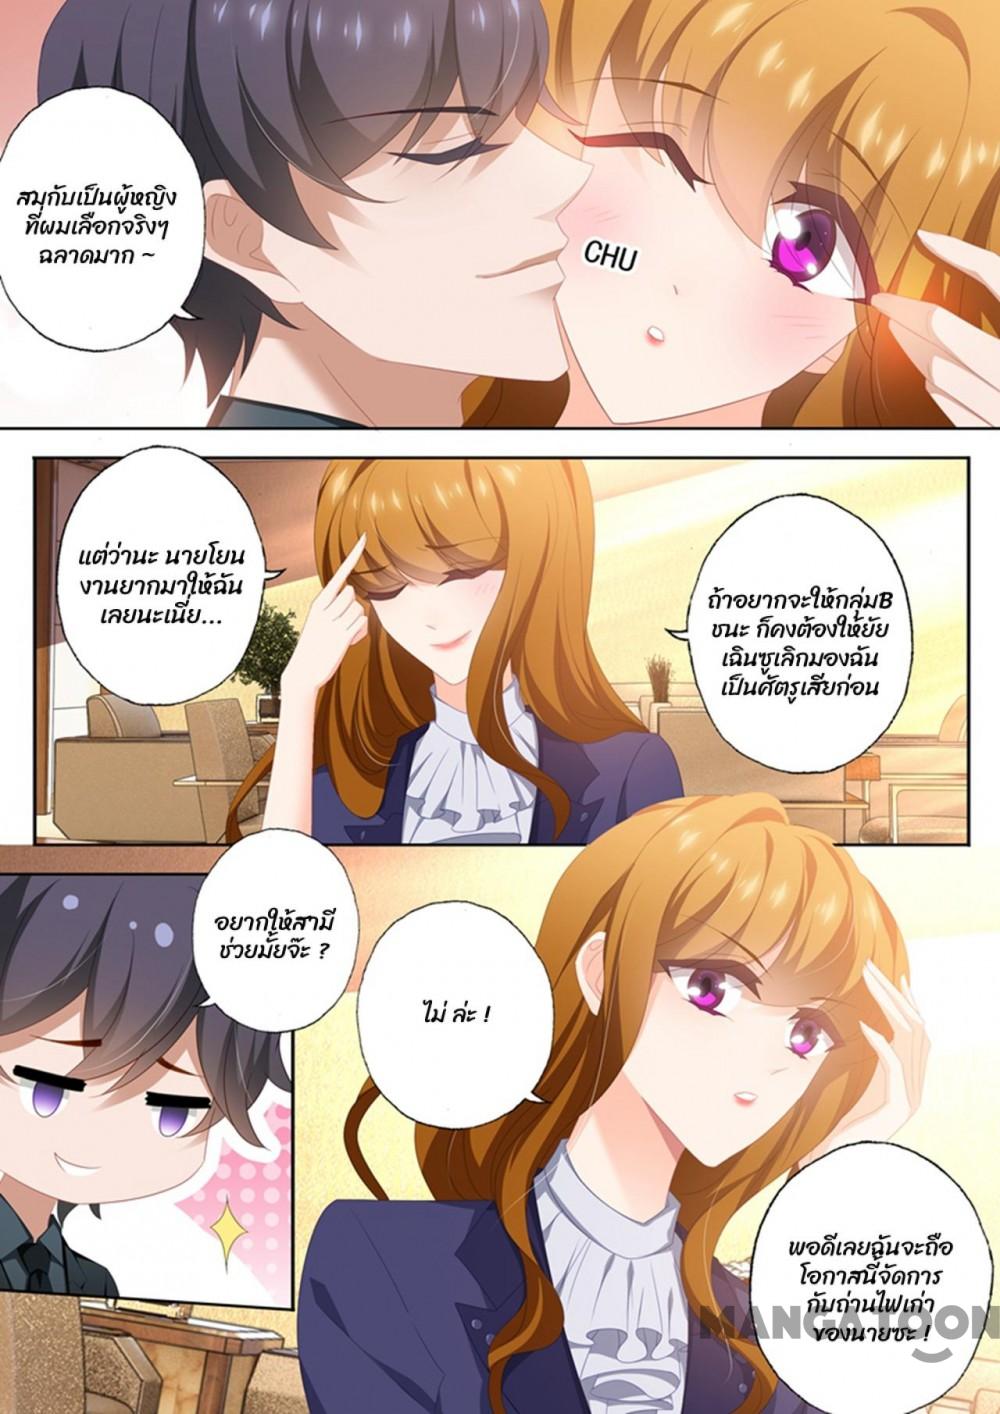 สมกับเป็นผู้หญิง
ที่ผมเลือกจริงๆ
ฉลาดมาก ~
CHU
แต่ว่านะ นายโยน
งานยากมาให้ฉัน
เลยนะเนี่ย...
ถ้าอยากจะให้กลุ่มB
ชนะ ก็คงต้องให้ยัย
เฉินซูเลิกมองฉัน
เป็นศัตรูเสียก่อน
อยากให้สามี
ช่วยมั้ยจ๊ะ ?
ไม่ ล่ะ !
พอดีเลยฉันจะถือ
โอกาสนี้จัดการ
กับถ่านไฟเก่า
ของนายซะ !
MANGATOON